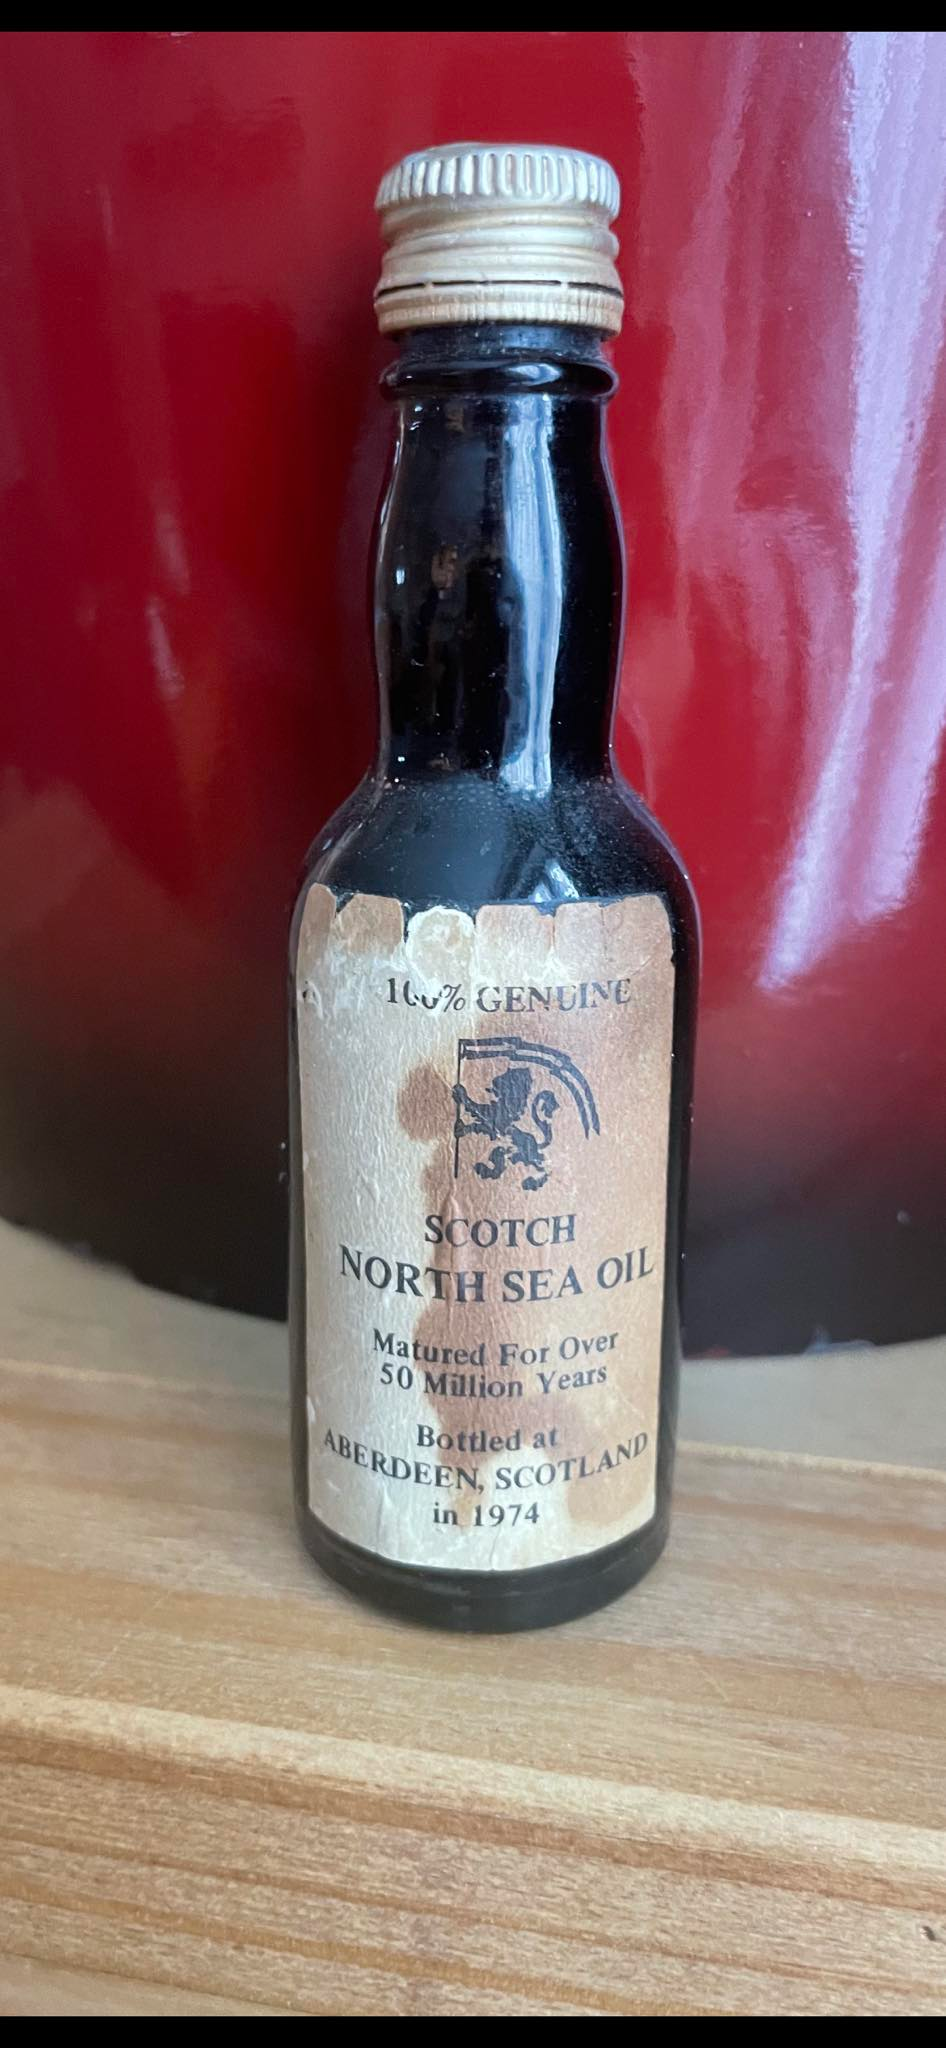 100% GENUINE
SCOTCH
NORTH SEA OIL
Matured For Over
50 Million Years
Bottled at
ABERDEEN, SCOTLAND
in 1974